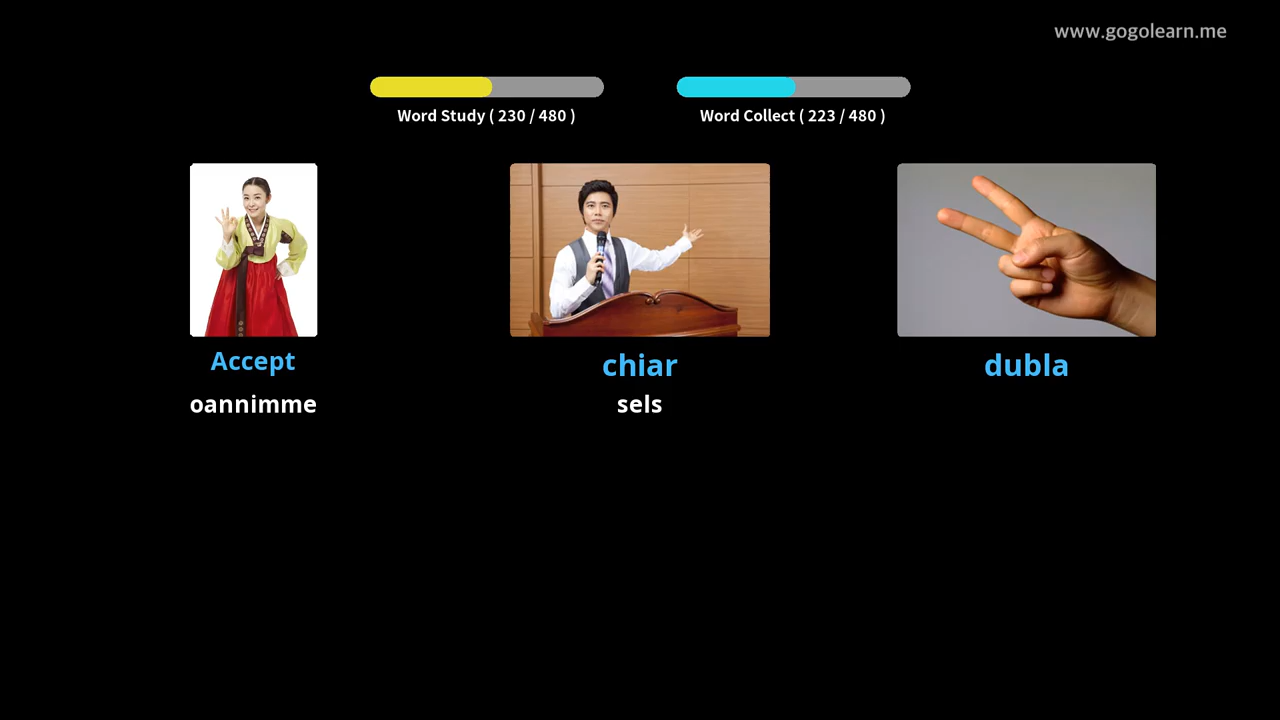 www.gogolearn.me
Word Study ( 230 / 480 )
Word Collect ( 223 / 480 )
Accept
chiar
dubla
oannimme
sels